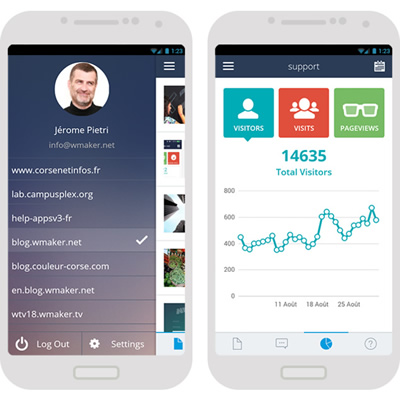 1:23
Jérome Pietri
info@wmaker.net
www.corsenetinfos.fr
lab.campusplex.org
help-appsv3-fr
blog.wmaker.net
blog.couleur-corse.com
en.blog.wmaker.net
wtv18.wmaker.tv
Log Out
Settings
1:23
support
VISITORS
VISITS
PAGEVIEWS
14635
Total Visitors
800
600
400
200
0
11 Août
18 Août
25 Août